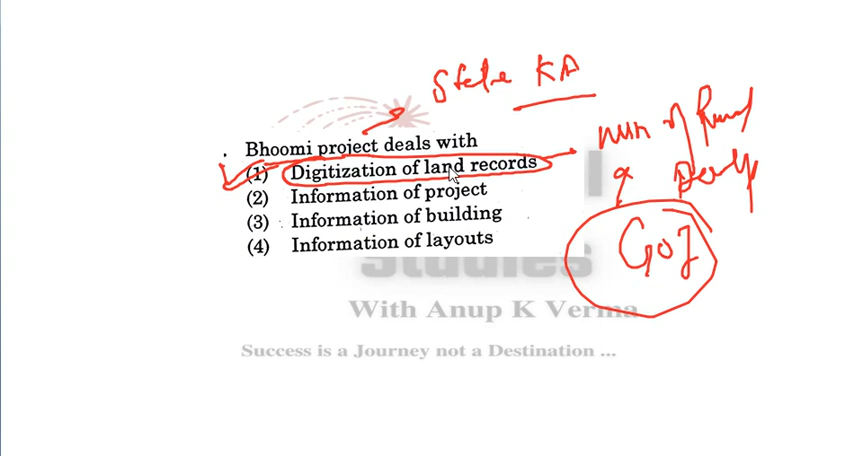 State KA
Min of Rural
Develp
. Bhoomi project deals with
(1) Digitization of land records
(2) Information of project
(3) Information of building
(4) Information of layouts
GoI
Studies
With Anup K Verma
Success is a Journey not a Destination ...